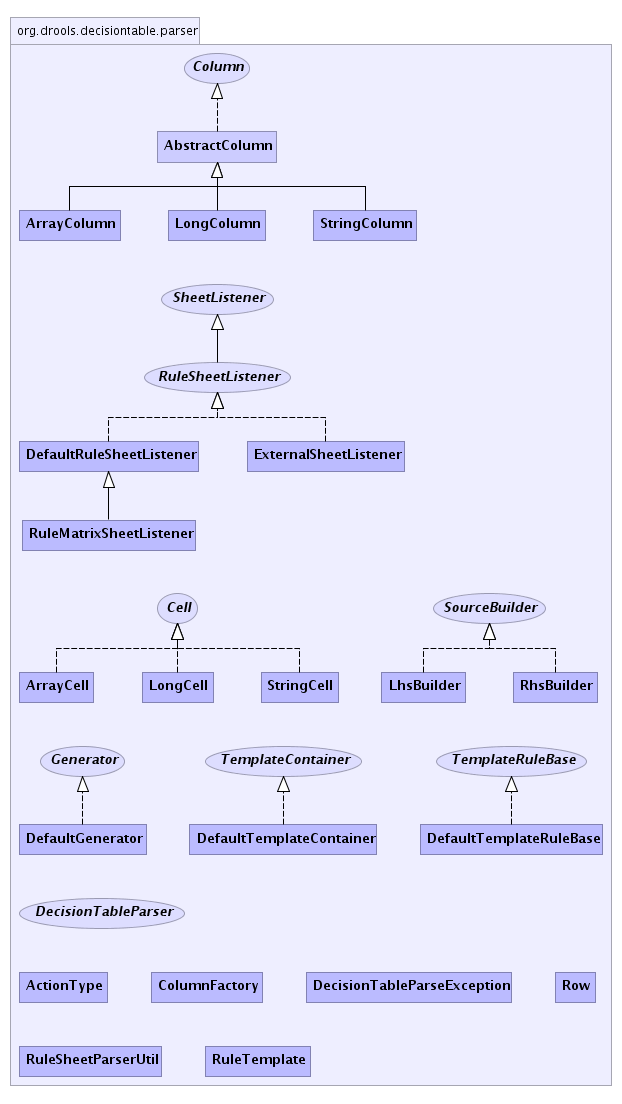 org.drools.decisiontable.parser
Column
AbstractColumn
ArrayColumn
LongColumn
StringColumn
SheetListener
RuleSheetListener
DefaultRuleSheetListener
ExternalSheetListener
RuleMatrixSheetListener
Cell
SourceBuilder
ArrayCell
LongCell
StringCell
LhsBuilder
RhsBuilder
Generator
TemplateContainer
TemplateRuleBase
DefaultGenerator
DefaultTemplateContainer
DefaultTemplateRuleBase
DecisionTableParser
ActionType
ColumnFactory
DecisionTableParseException
Row
RuleSheetParserUtil
RuleTemplate